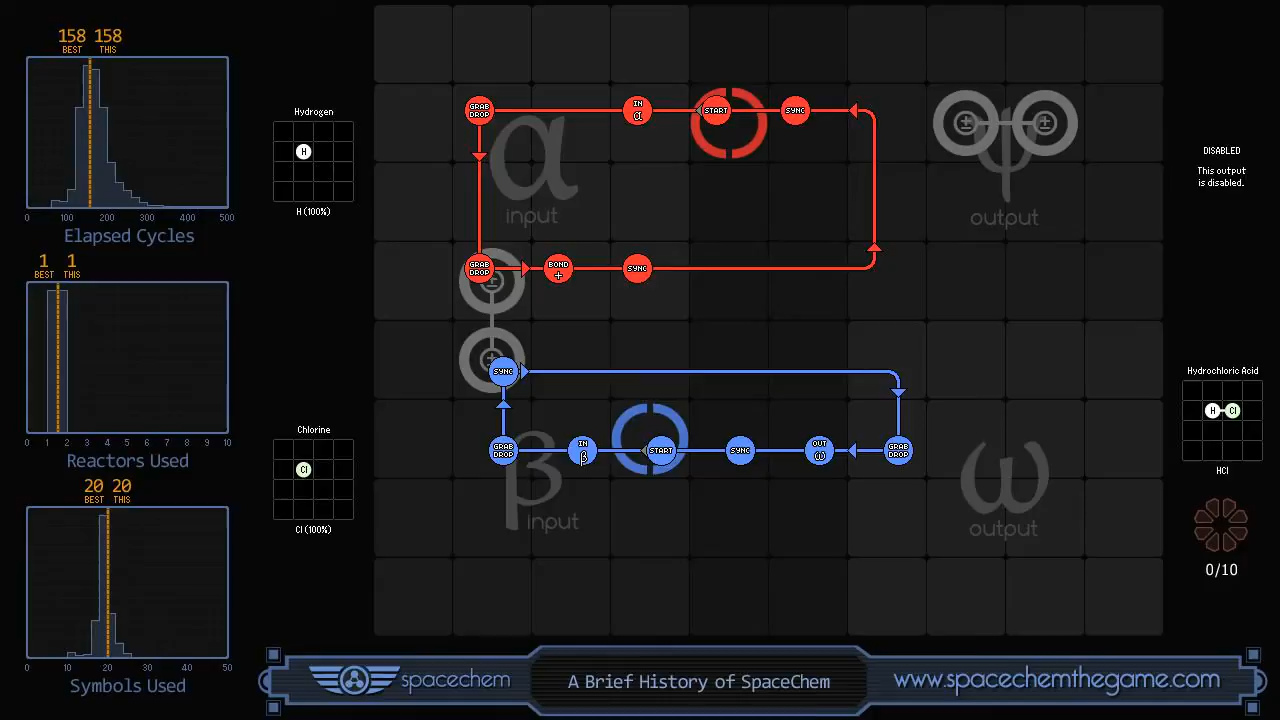 158 158
BEST THIS
0 100 200 300 400 500
Elapsed Cycles
1 1
BEST THIS
0 1 2 3 4 5 6 7 8 9 10
Reactors Used
20 20
BEST THIS
0 10 20 30 40 50
Symbols Used
Hydrogen
H
H (100%)
Chlorine
Cl
Cl (100%)
GRAB DROP
IN α
START
SYNC
α
input
output
GRAB DROP
BOND +
SYNC
SYNC
GRAB DROP
IN β
START
SYNC
OUT ω
GRAB DROP
β
input
ω
output
DISABLED
This output
is disabled.
Hydrochloric Acid
H Cl
HCl
0/10
spacechem
A Brief History of SpaceChem
www.spacechemthegame.com